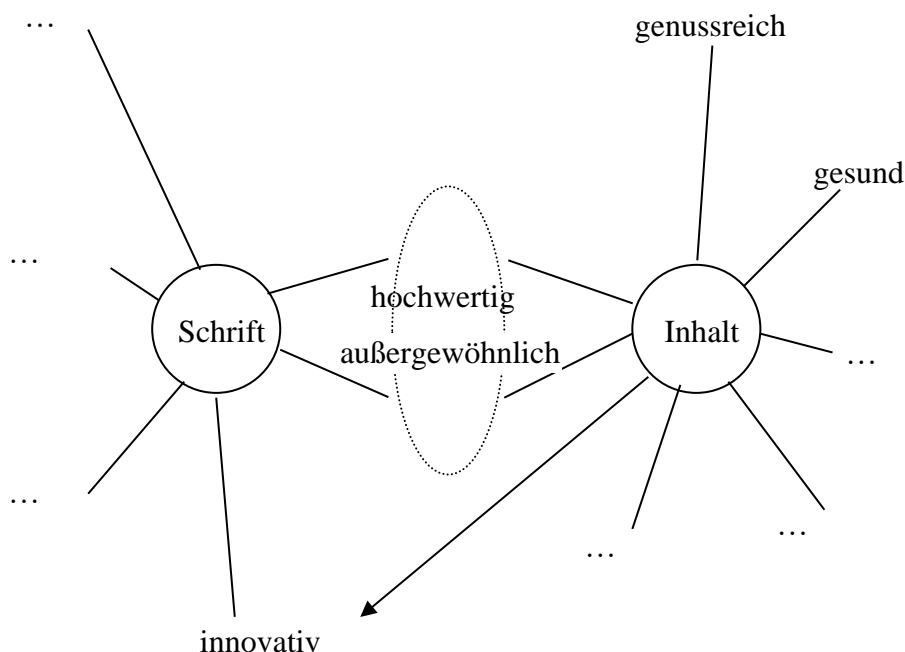 …
genussreich
gesund
…
hochwertig
Schrift
Inhalt
außergewöhnlich
…
…
…
…
innovativ